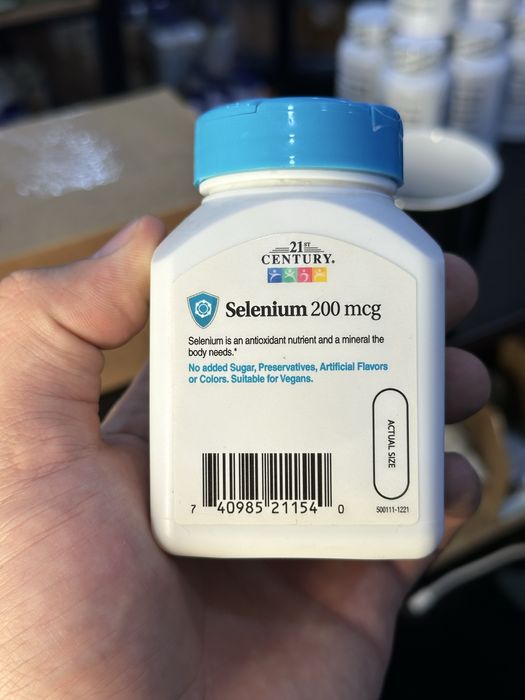 21ST
CENTURY®
Selenium 200 mcg
Selenium is an antioxidant nutrient and a mineral the
body needs.*
No added Sugar, Preservatives, Artificial Flavors
or Colors. Suitable for Vegans.
ACTUAL SIZE
7 40985 21154 0
500111-1221